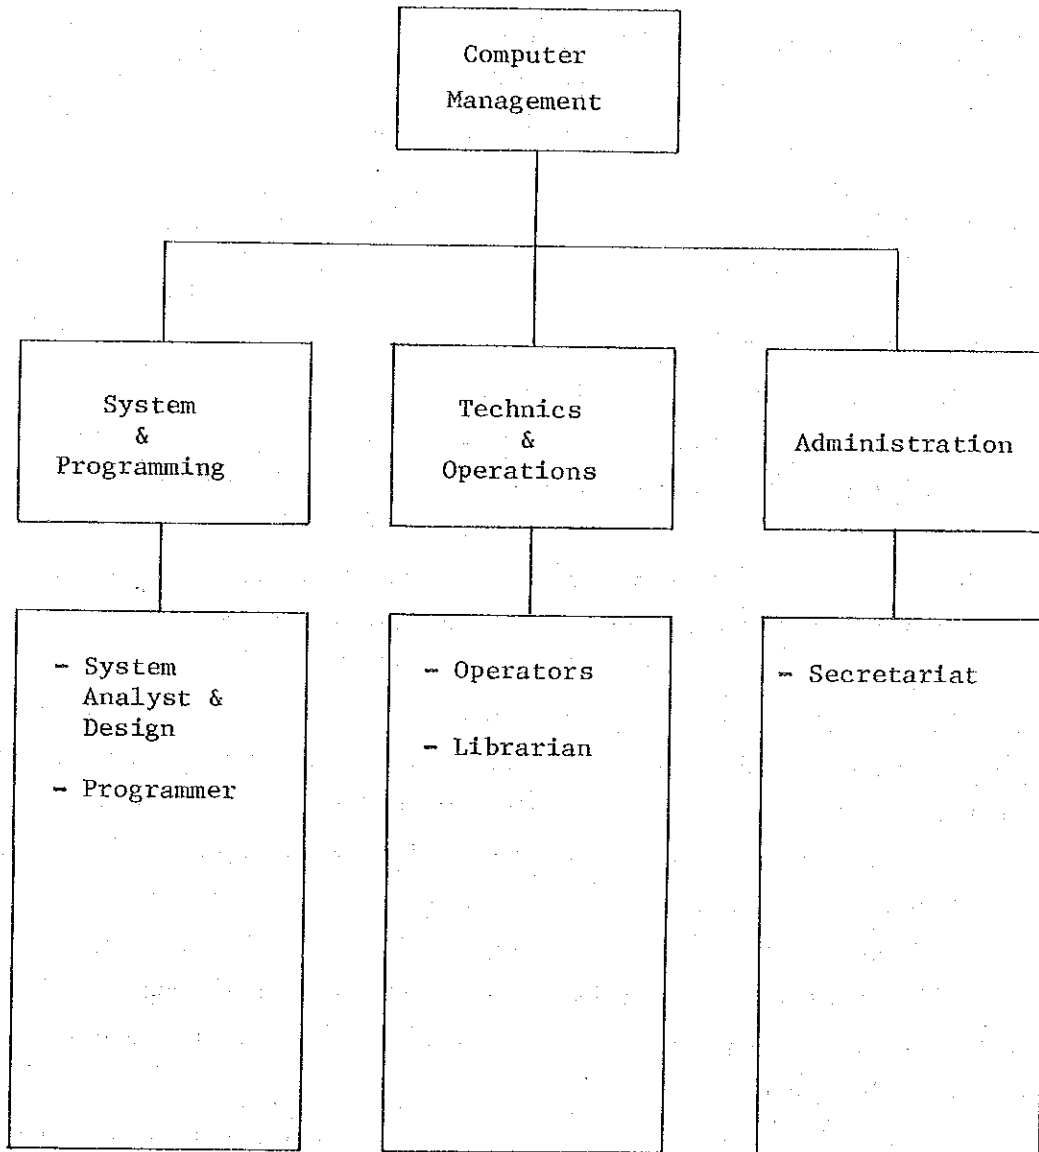 Computer
Management
System
&
Programming
Technics
&
Operations
Administration
- System
Analyst &
Design
- Programmer
- Operators
- Librarian
- Secretariat